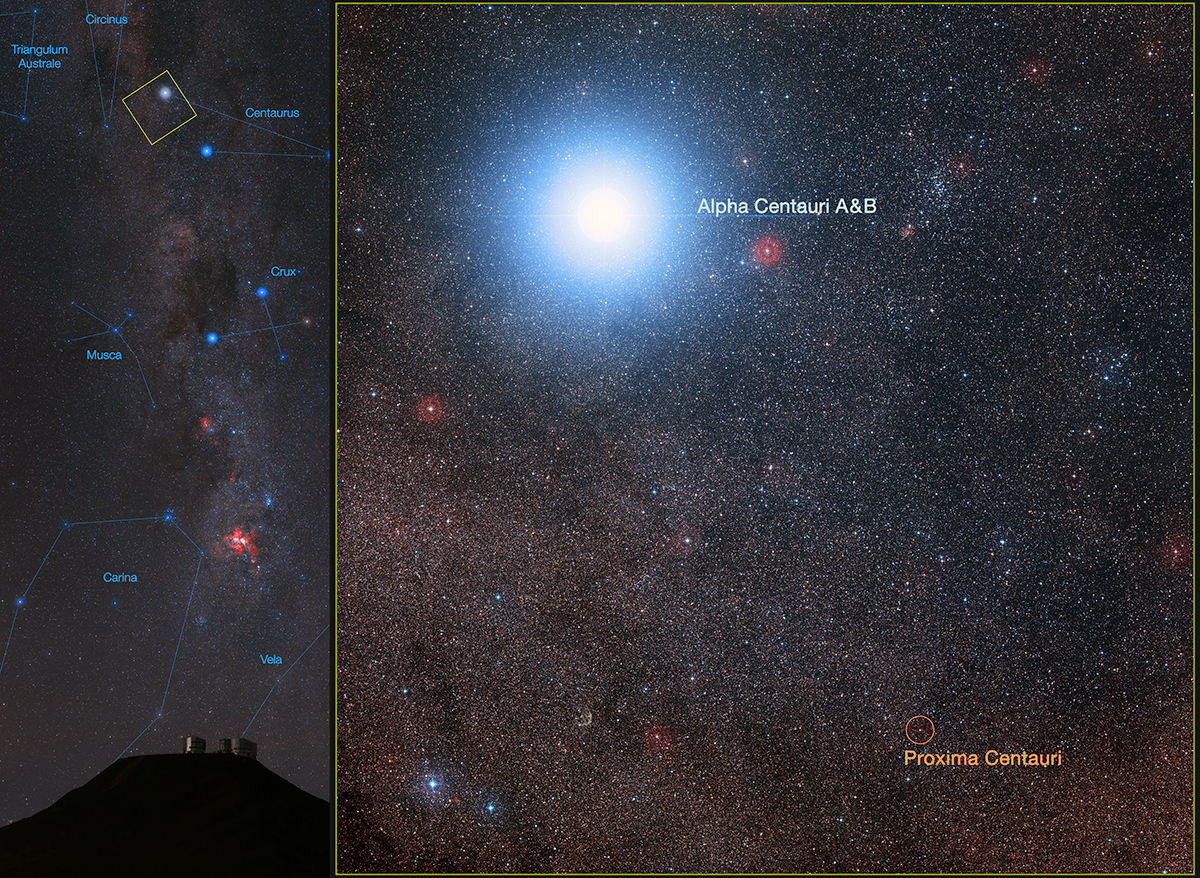 Circinus
Triangulum
Australe
Centaurus
Crux
Musca
Carina
Vela
Alpha Centauri A&B
Proxima Centauri